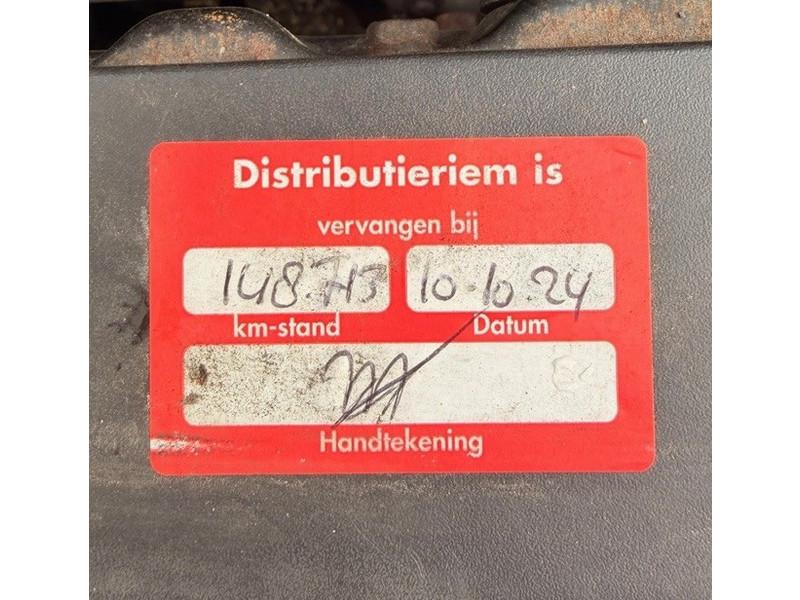 Distributieriem is
vervangen bij
148.713 10-10-24
km-stand Datum
Handtekening